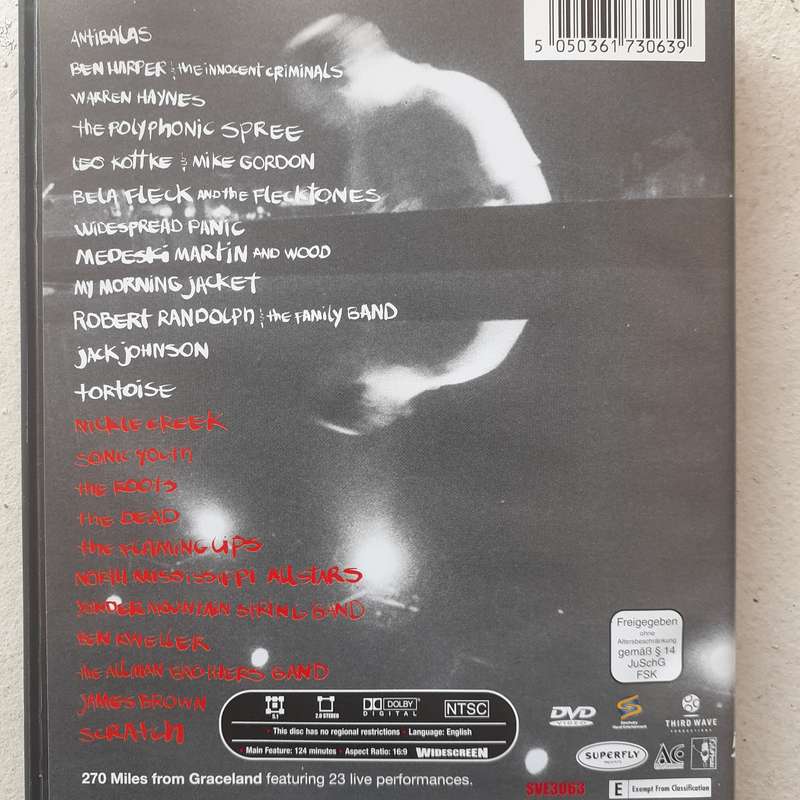 5 050361 730639
ANTIBALAS
BEN HARPER & THE INNOCENT CRIMINALS
WARREN HAYNES
THE POLYPHONIC SPREE
LEO KOTTKE & MIKE GORDON
BELA FLECK AND THE FLECKTONES
WIDESPREAD PANIC
MEDESKI MARTIN AND WOOD
MY MORNING JACKET
ROBERT RANDOLPH & THE FAMILY BAND
JACK JOHNSON
TORTOISE
NICKLE CREEK
SONIC YOUTH
THE ROOTS
THE DEAD
THE FLAMING LIPS
NORTH MISSISSIPPI ALLSTARS
YONDER MOUNTAIN STRING BAND
BEN KWELLER
THE ALLMAN BROTHERS BAND
JAMES BROWN
SCRATCH
Freigegeben
ohne
Altersbeschränkung
gemäß § 14
JuSchG
FSK
5.1
2.0 STEREO
DOLBY
DIGITAL
NTSC
• This disc has no regional restrictions • Language: English
• Main Feature: 124 minutes • Aspect Ratio: 16:9 WIDESCREEN
DVD
VIDEO
THIRD WAVE
PRODUCTIONS
SUPERFLY
PRESENTS
AC
270 Miles from Graceland featuring 23 live performances.
SVE3063
E Exempt From Classification